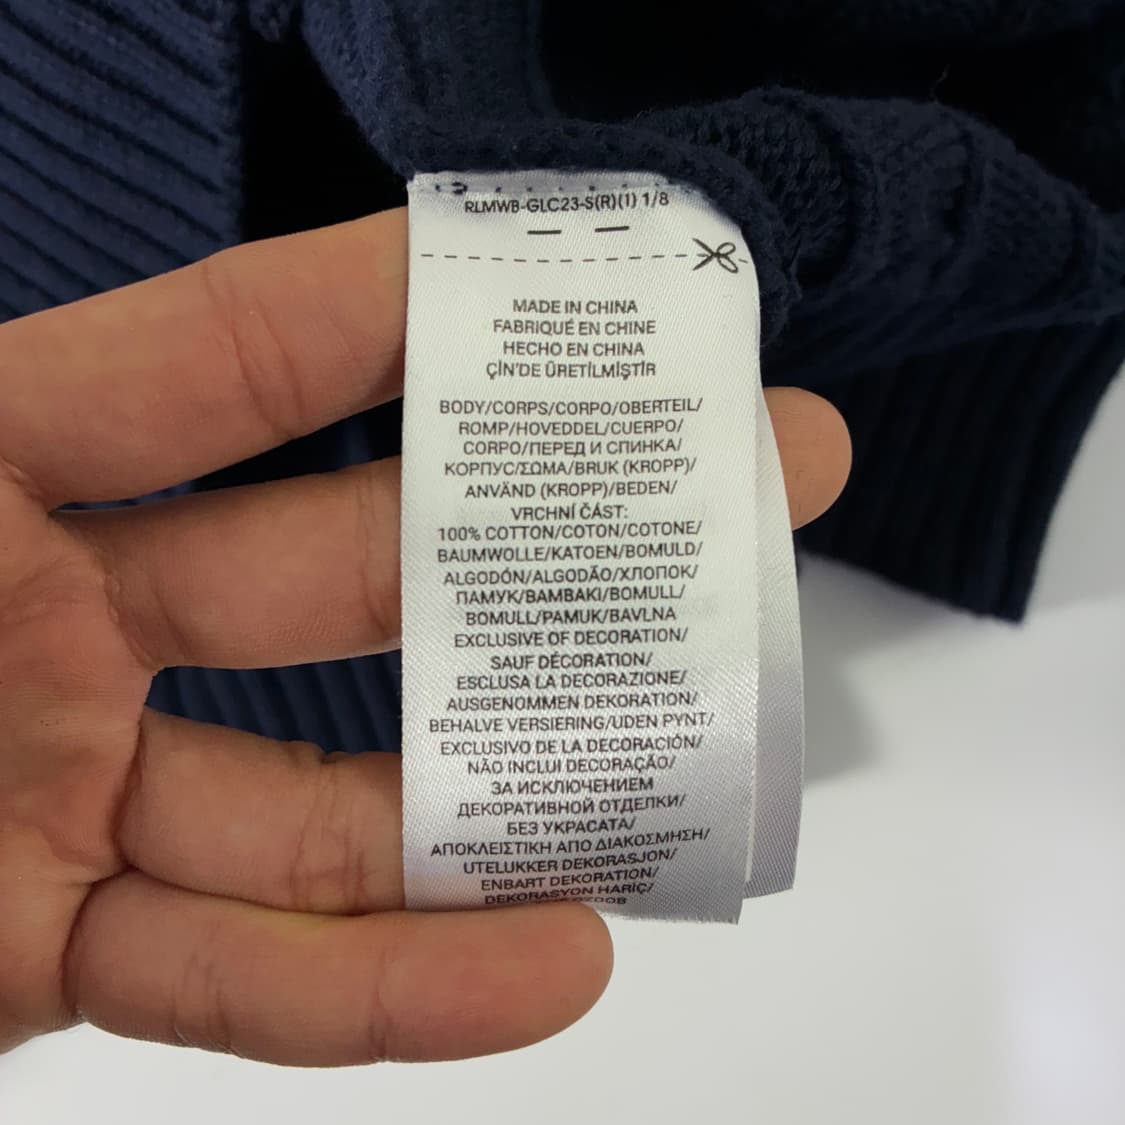 RLMWB-GLC23-S(R)(1) 1/8
MADE IN CHINA
FABRIQUÉ EN CHINE
HECHO EN CHINA
ÇİN'DE ÜRETİLMİŞTİR
BODY/CORPS/CORPO/OBERTEIL/
ROMP/HOVEDDEL/CUERPO/
CORPO/ПЕРЕД И СПИНКА/
КОРПУС/ΣΩΜΑ/BRUK (KROPP)/
ANVÄND (KROPP)/BEDEN/
VRCHNÍ ČÁST:
100% COTTON/COTON/COTONE/
BAUMWOLLE/KATOEN/BOMULD/
ALGODÓN/ALGODÃO/ХЛОПОК/
ПАМУК/ΒΑΜΒΑΚΙ/BOMULL/
BOMULL/PAMUK/BAVLNA
EXCLUSIVE OF DECORATION/
SAUF DÉCORATION/
ESCLUSA LA DECORAZIONE/
AUSGENOMMEN DEKORATION/
BEHALVE VERSIERING/UDEN PYNT/
EXCLUSIVO DE LA DECORACIÓN/
NÃO INCLUI DECORAÇÃO/
ЗА ИСКЛЮЧЕНИЕМ
ДЕКОРАТИВНОЙ ОТДЕЛКИ/
БЕЗ УКРАСАТА/
ΑΠΟΚΛΕΙΣΤΙΚΗ ΑΠΟ ΔΙΑΚΟΣΜΗΣΗ/
UTELUKKER DEKORASJON/
ENBART DEKORATION/
DEKORASYON HARİÇ/
OZDOB